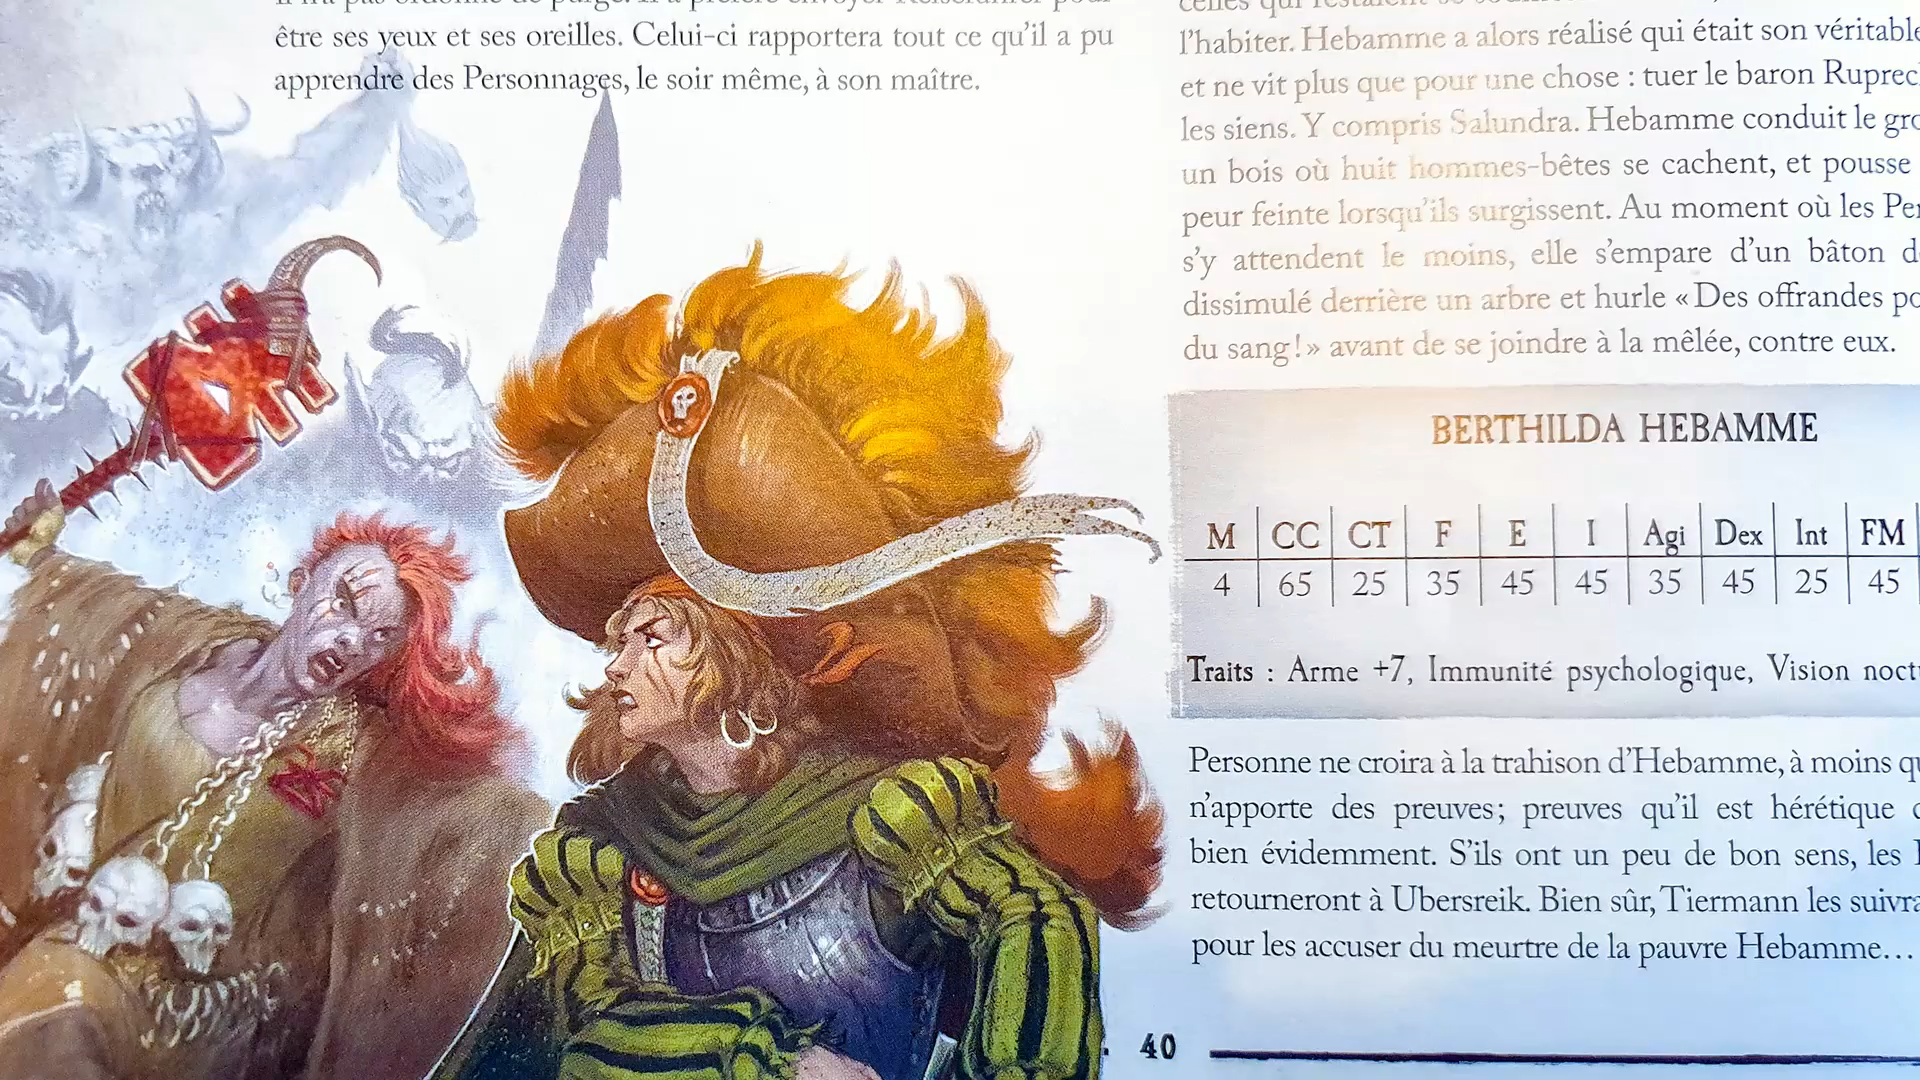 être ses yeux et ses oreilles. Celui-ci rapportera tout ce qu'il a pu
apprendre des Personnages, le soir même, à son maître.
l'habiter. Hebamme a alors réalisé qui était son véritable
et ne vit plus que pour une chose : tuer le baron Ruprec
les siens. Y compris Salundra. Hebamme conduit le
un bois où huit hommes-bêtes se cachent, et pousse
peur feinte lorsqu'ils surgissent. Au moment où les
s'y attendent le moins, elle s'empare d'un bâton
dissimulé derrière un arbre et hurle « Des offrandes
du sang ! » avant de se joindre à la mêlée, contre eux.
BERTHILDA HEBAMME
M CC CT F E I Agi Dex Int FM
4 65 25 35 45 45 35 45 25 45
Traits : Arme +7, Immunité psychologique, Vision
Personne ne croira à la trahison d'Hebamme, à moins
n'apporte des preuves ; preuves qu'il est hérétique
bien évidemment. S'ils ont un peu de bon sens, les
retourneront à Ubersreik. Bien sûr, Tiermann les suivra
pour les accuser du meurtre de la pauvre Hebamme…
40